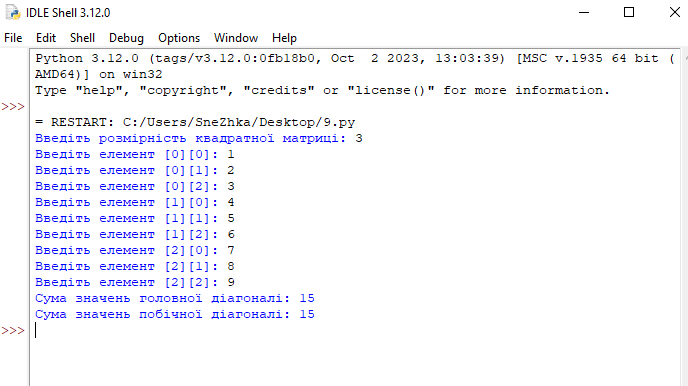 IDLE Shell 3.12.0
File Edit Shell Debug Options Window Help
Python 3.12.0 (tags/v3.12.0:0fb18b0, Oct  2 2023, 13:03:39) [MSC v.1935 64 bit (
AMD64)] on win32
Type "help", "copyright", "credits" or "license()" for more information.
>>>
= RESTART: C:/Users/SneZhka/Desktop/9.py
Введіть розмірність квадратної матриці: 3
Введіть елемент [0][0]: 1
Введіть елемент [0][1]: 2
Введіть елемент [0][2]: 3
Введіть елемент [1][0]: 4
Введіть елемент [1][1]: 5
Введіть елемент [1][2]: 6
Введіть елемент [2][0]: 7
Введіть елемент [2][1]: 8
Введіть елемент [2][2]: 9
Сума значень головної діагоналі: 15
Сума значень побічної діагоналі: 15
>>>